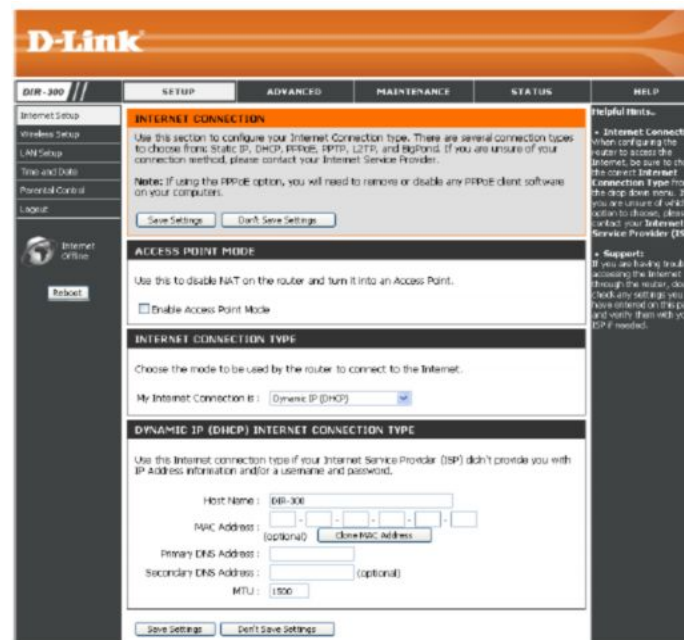 D-Link
DIR-300
SETUP
ADVANCED
MAINTENANCE
STATUS
HELP
Internet Setup
Wireless Setup
LAN Setup
Time and Date
Parental Control
Logout
Internet
Offline
Reboot
INTERNET CONNECTION
Use this section to configure your Internet Connection type. There are several connection types
to choose from: Static IP, DHCP, PPPoE, PPTP, L2TP, and BigPond. If you are unsure of your
connection method, please contact your Internet Service Provider.
Note: If using the PPPoE option, you will need to remove or disable any PPPoE client software
on your computers.
Save Settings
Don't Save Settings
ACCESS POINT MODE
Use this to disable NAT on the router and turn it into an Access Point.
Enable Access Point Mode
INTERNET CONNECTION TYPE
Choose the mode to be used by the router to connect to the Internet.
My Internet Connection is : Dynamic IP (DHCP)
DYNAMIC IP (DHCP) INTERNET CONNECTION TYPE
Use this Internet connection type if your Internet Service Provider (ISP) didn't provide you with
IP Address information and/or a username and password.
Host Name : DIR-300
MAC Address : - - - - -
(optional) Clone MAC Address
Primary DNS Address :
Secondary DNS Address : (optional)
MTU : 1500
Save Settings
Don't Save Settings
Helpful Hints..
• Internet Connecti
When configuring the
router to access the
Internet, be sure to ch
the correct Internet
Connection Type fro
the drop down menu. I
you are unsure of which
option to choose, pleas
contact your Internet
Service Provider (IS
• Support:
If you are having troub
accessing the Internet
through the router, dou
check any settings you
have entered on this pa
and verify them with yo
ISP if needed.